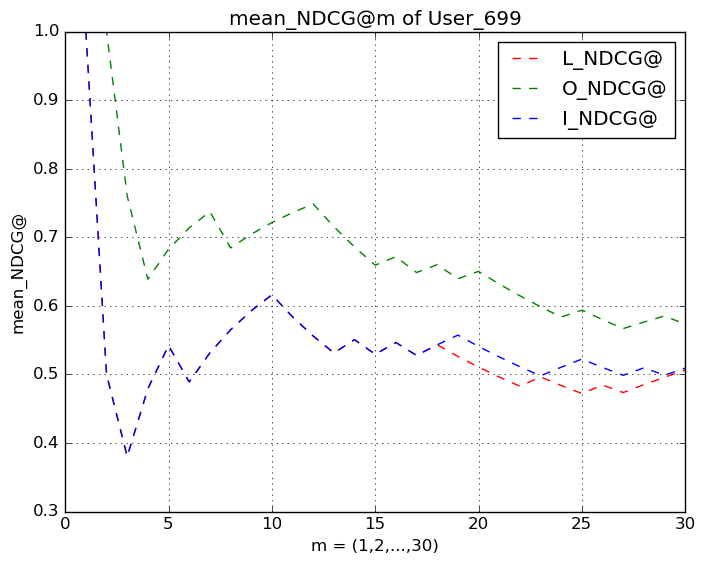 mean_NDCG@m of User_699
L_NDCG@
O_NDCG@
I_NDCG@
mean_NDCG@
1.0
0.9
0.8
0.7
0.6
0.5
0.4
0.3
0 5 10 15 20 25 30
m = (1,2,...,30)